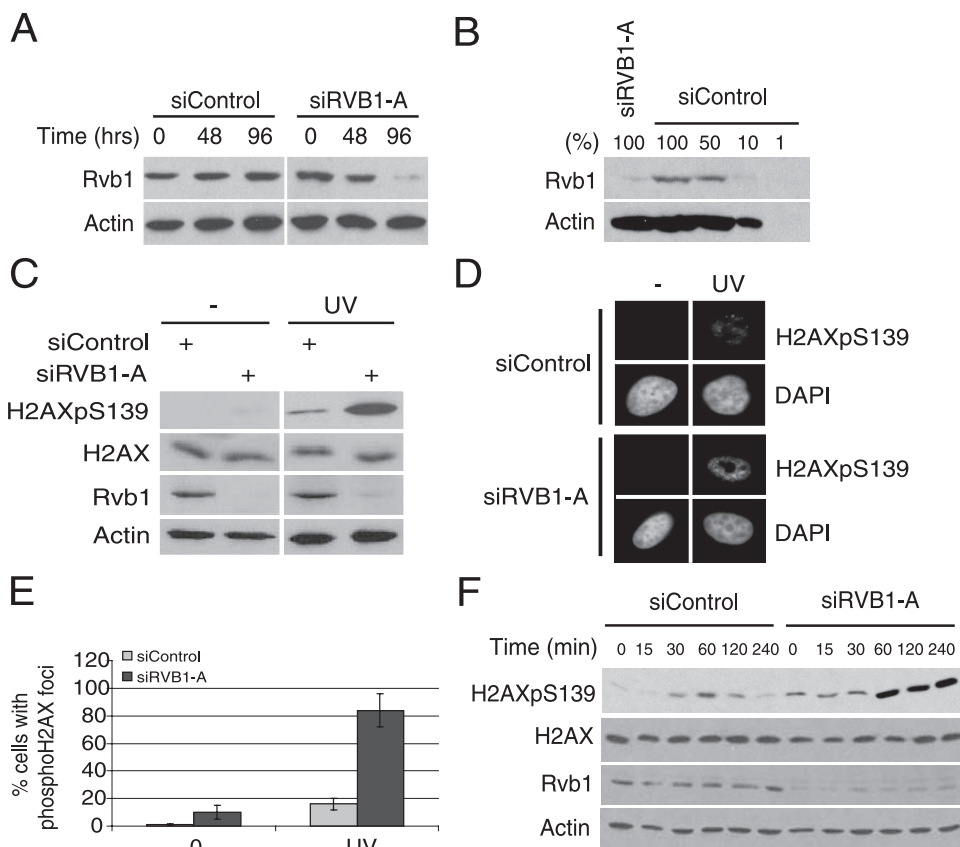 A
siControl siRVB1-A
Time (hrs) 0 48 96 0 48 96
Rvb1
Actin
B
siRVB1-A
siControl
(%) 100 100 50 10 1
Rvb1
Actin
C
- UV
siControl + +
siRVB1-A + +
H2AXpS139
H2AX
Rvb1
Actin
D
- UV
siControl
H2AXpS139
DAPI
siRVB1-A
H2AXpS139
DAPI
E
% cells with
phosphoH2AX foci
120
100
80
60
40
20
0
siControl
siRVB1-A
0 UV
F
siControl siRVB1-A
Time (min) 0 15 30 60 120 240 0 15 30 60 120 240
H2AXpS139
H2AX
Rvb1
Actin